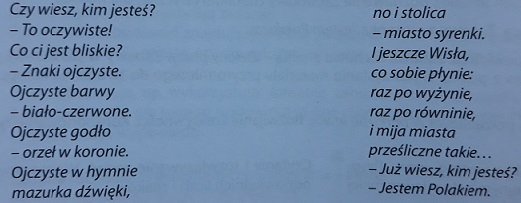 Czy wiesz, kim jesteś?
– To oczywiste!
Co ci jest bliskie?
– Znaki ojczyste.
Ojczyste barwy
– biało-czerwone.
Ojczyste godło
– orzeł w koronie.
Ojczyste w hymnie
mazurka dźwięki,
no i stolica
– miasto syrenki.
I jeszcze Wisła,
co sobie płynie:
raz po wyżynie,
raz po równinie,
i mija miasta
prześliczne takie...
– Już wiesz, kim jesteś?
– Jestem Polakiem.